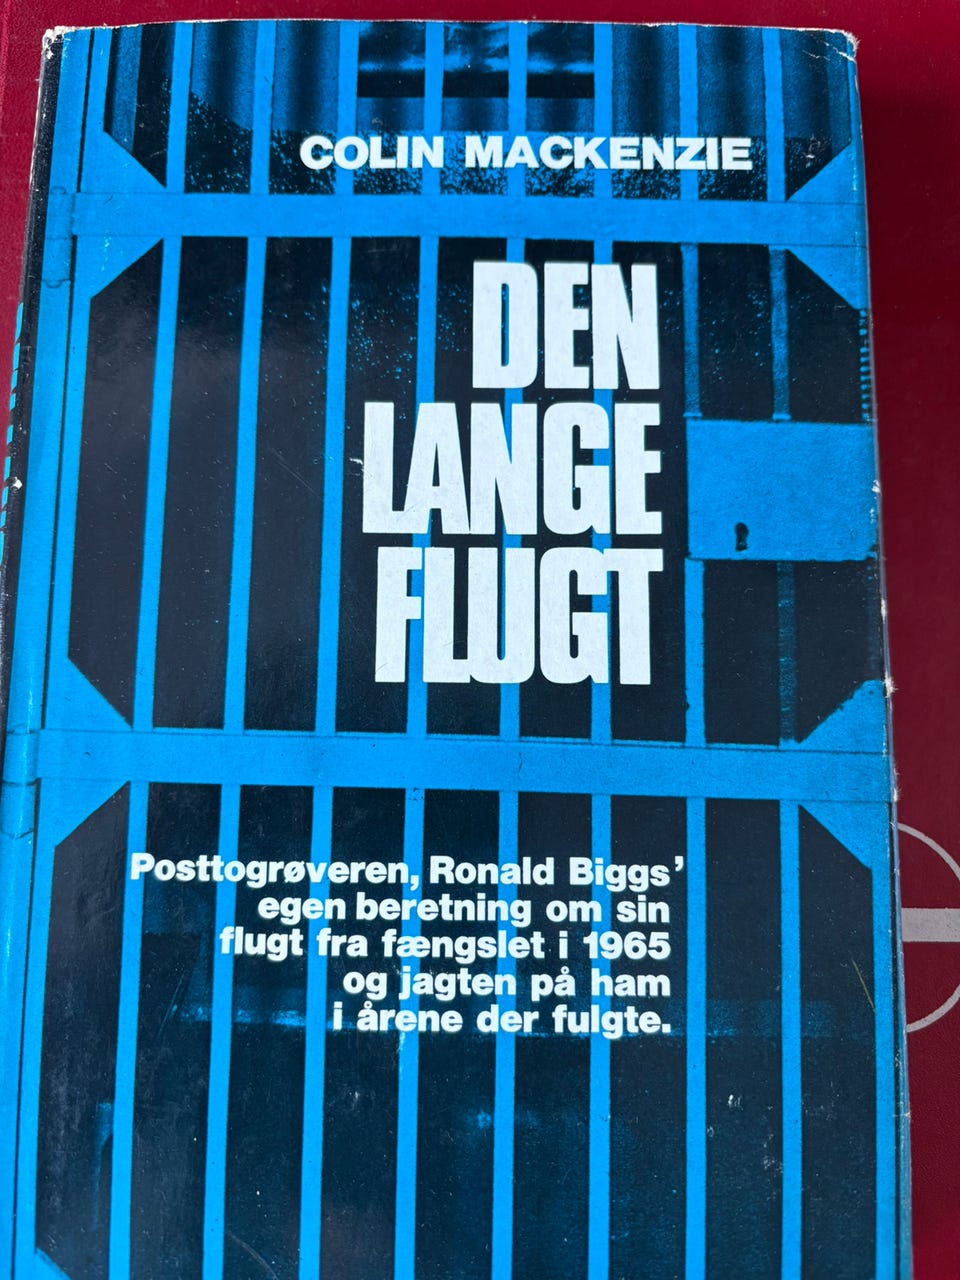 COLIN MACKENZIE
DEN
LANGE
FLUGT
Posttogrøveren, Ronald Biggs'
egen beretning om sin
flugt fra fængslet i 1965
og jagten på ham
i årene der fulgte.